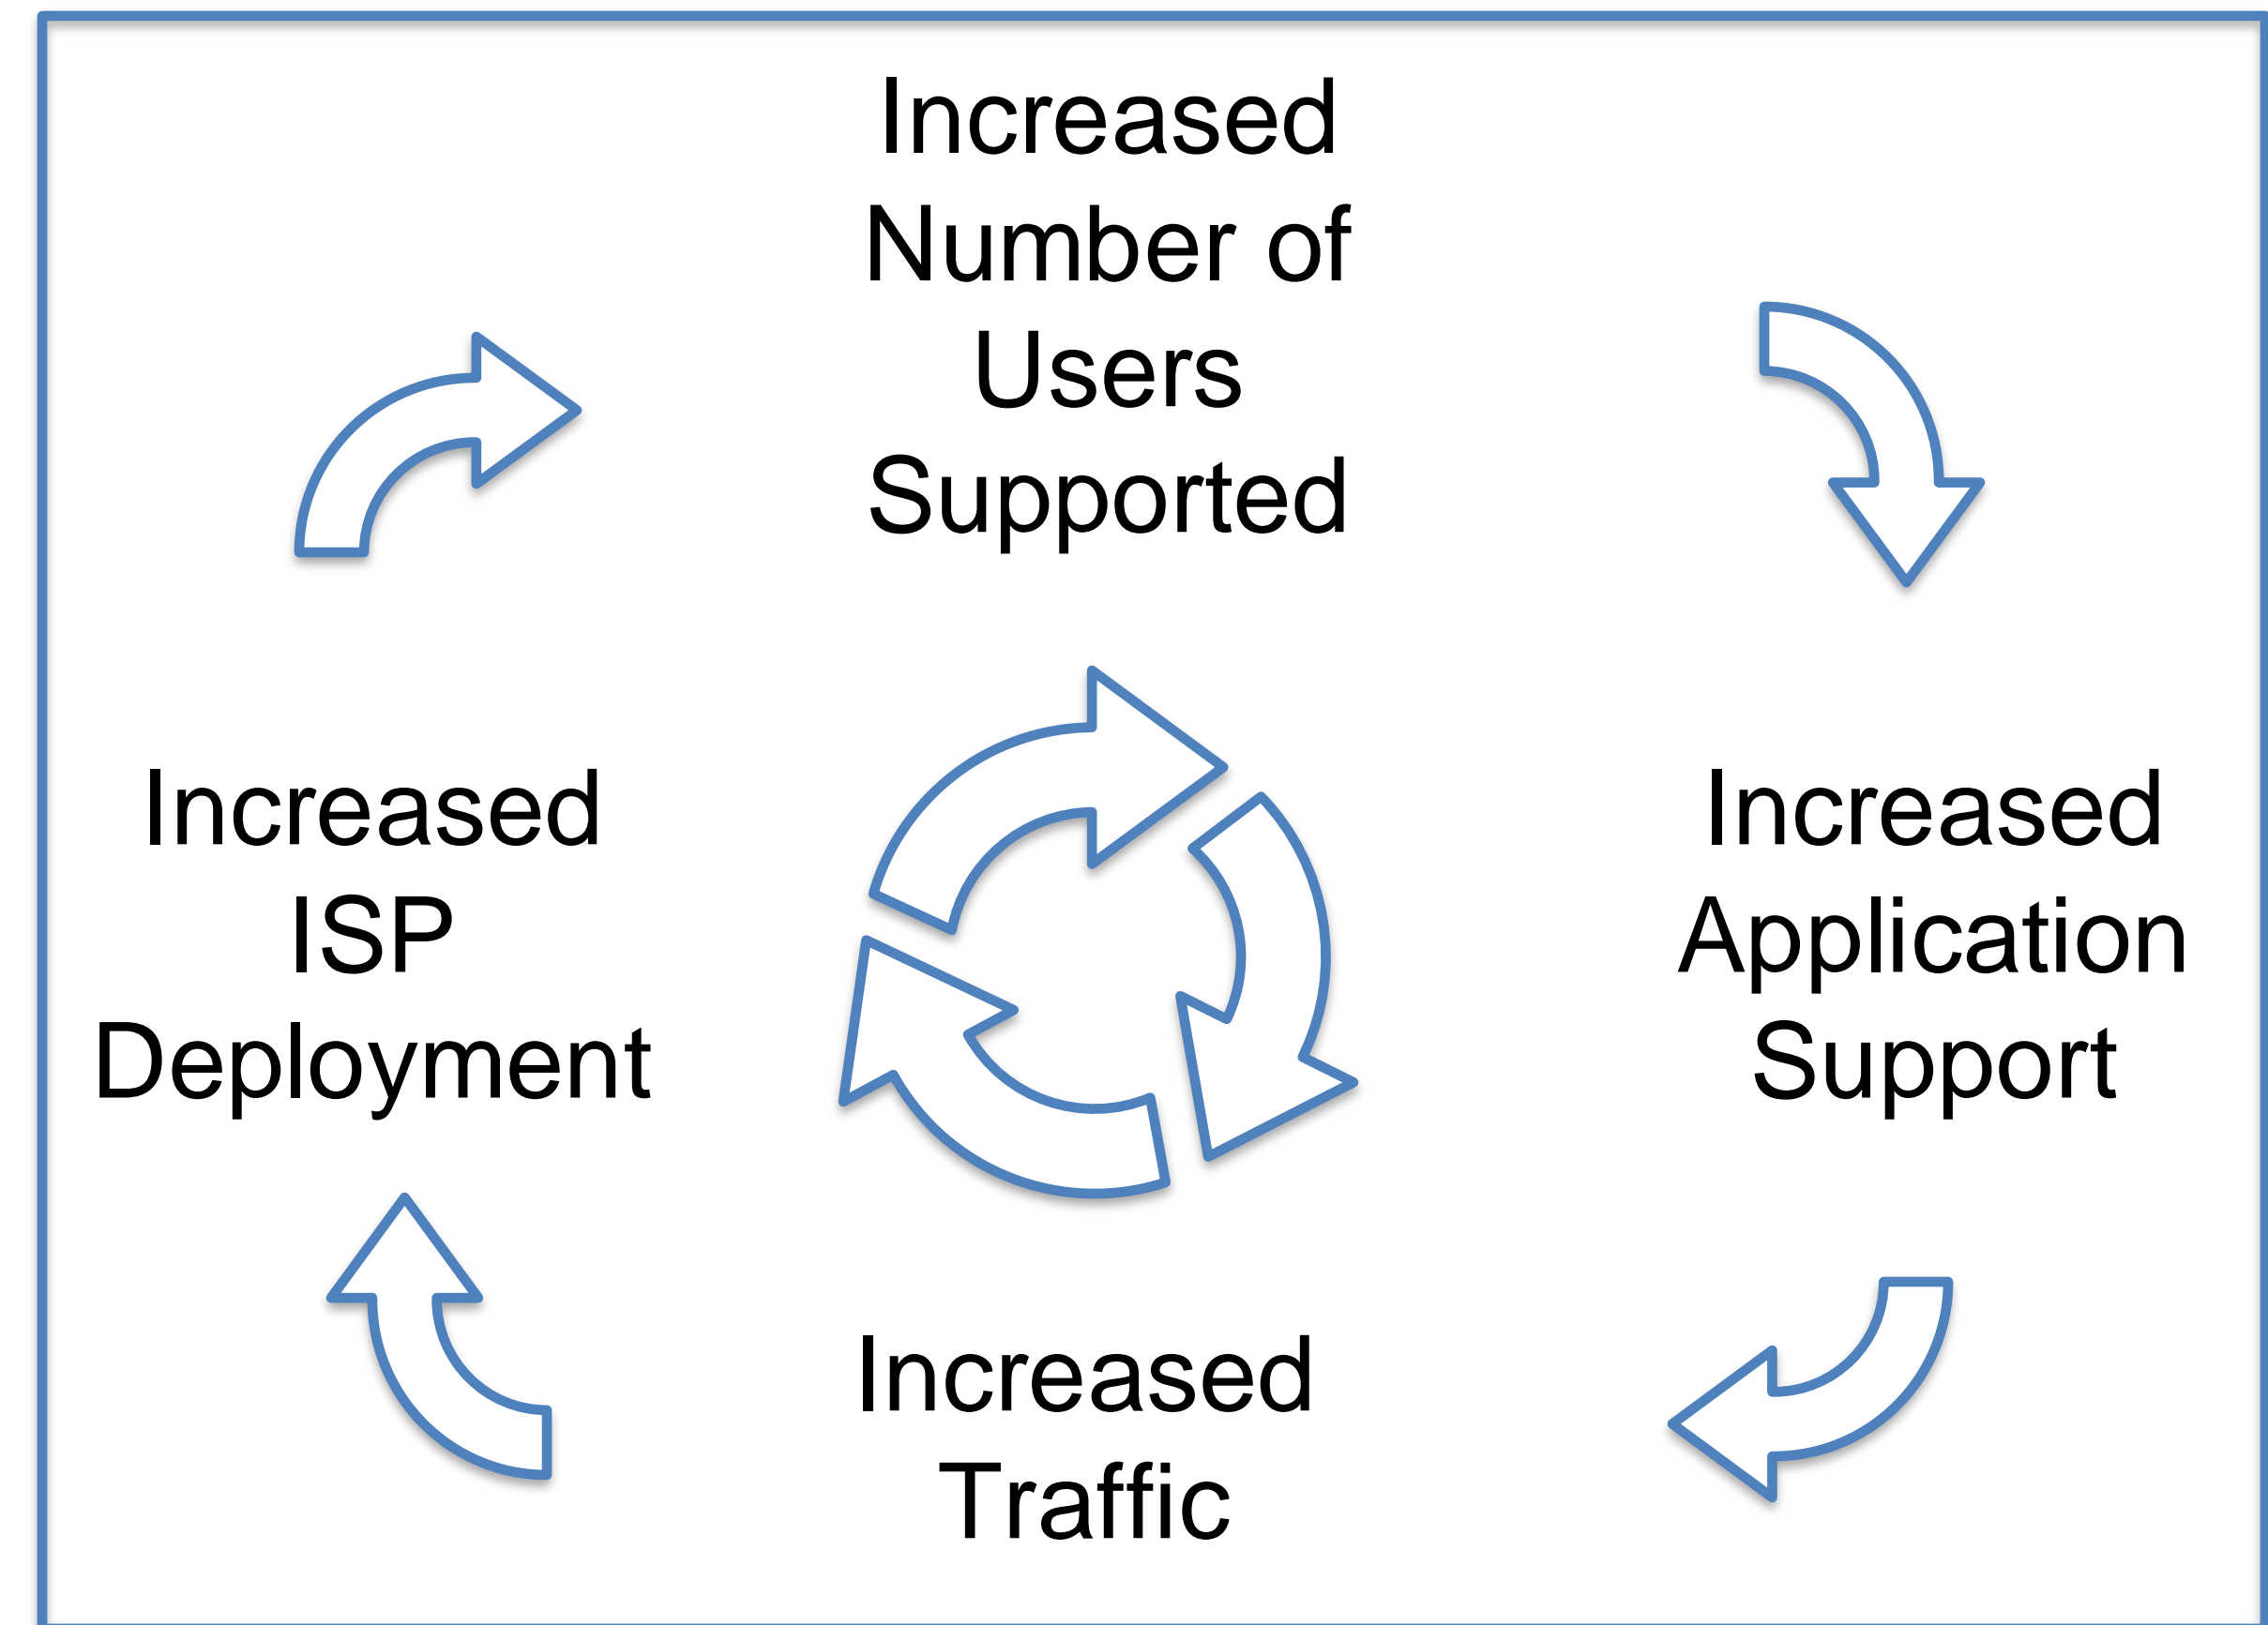 Increased
Number of
Users
Supported
Increased
ISP
Deployment
Increased
Application
Support
Increased
Traffic